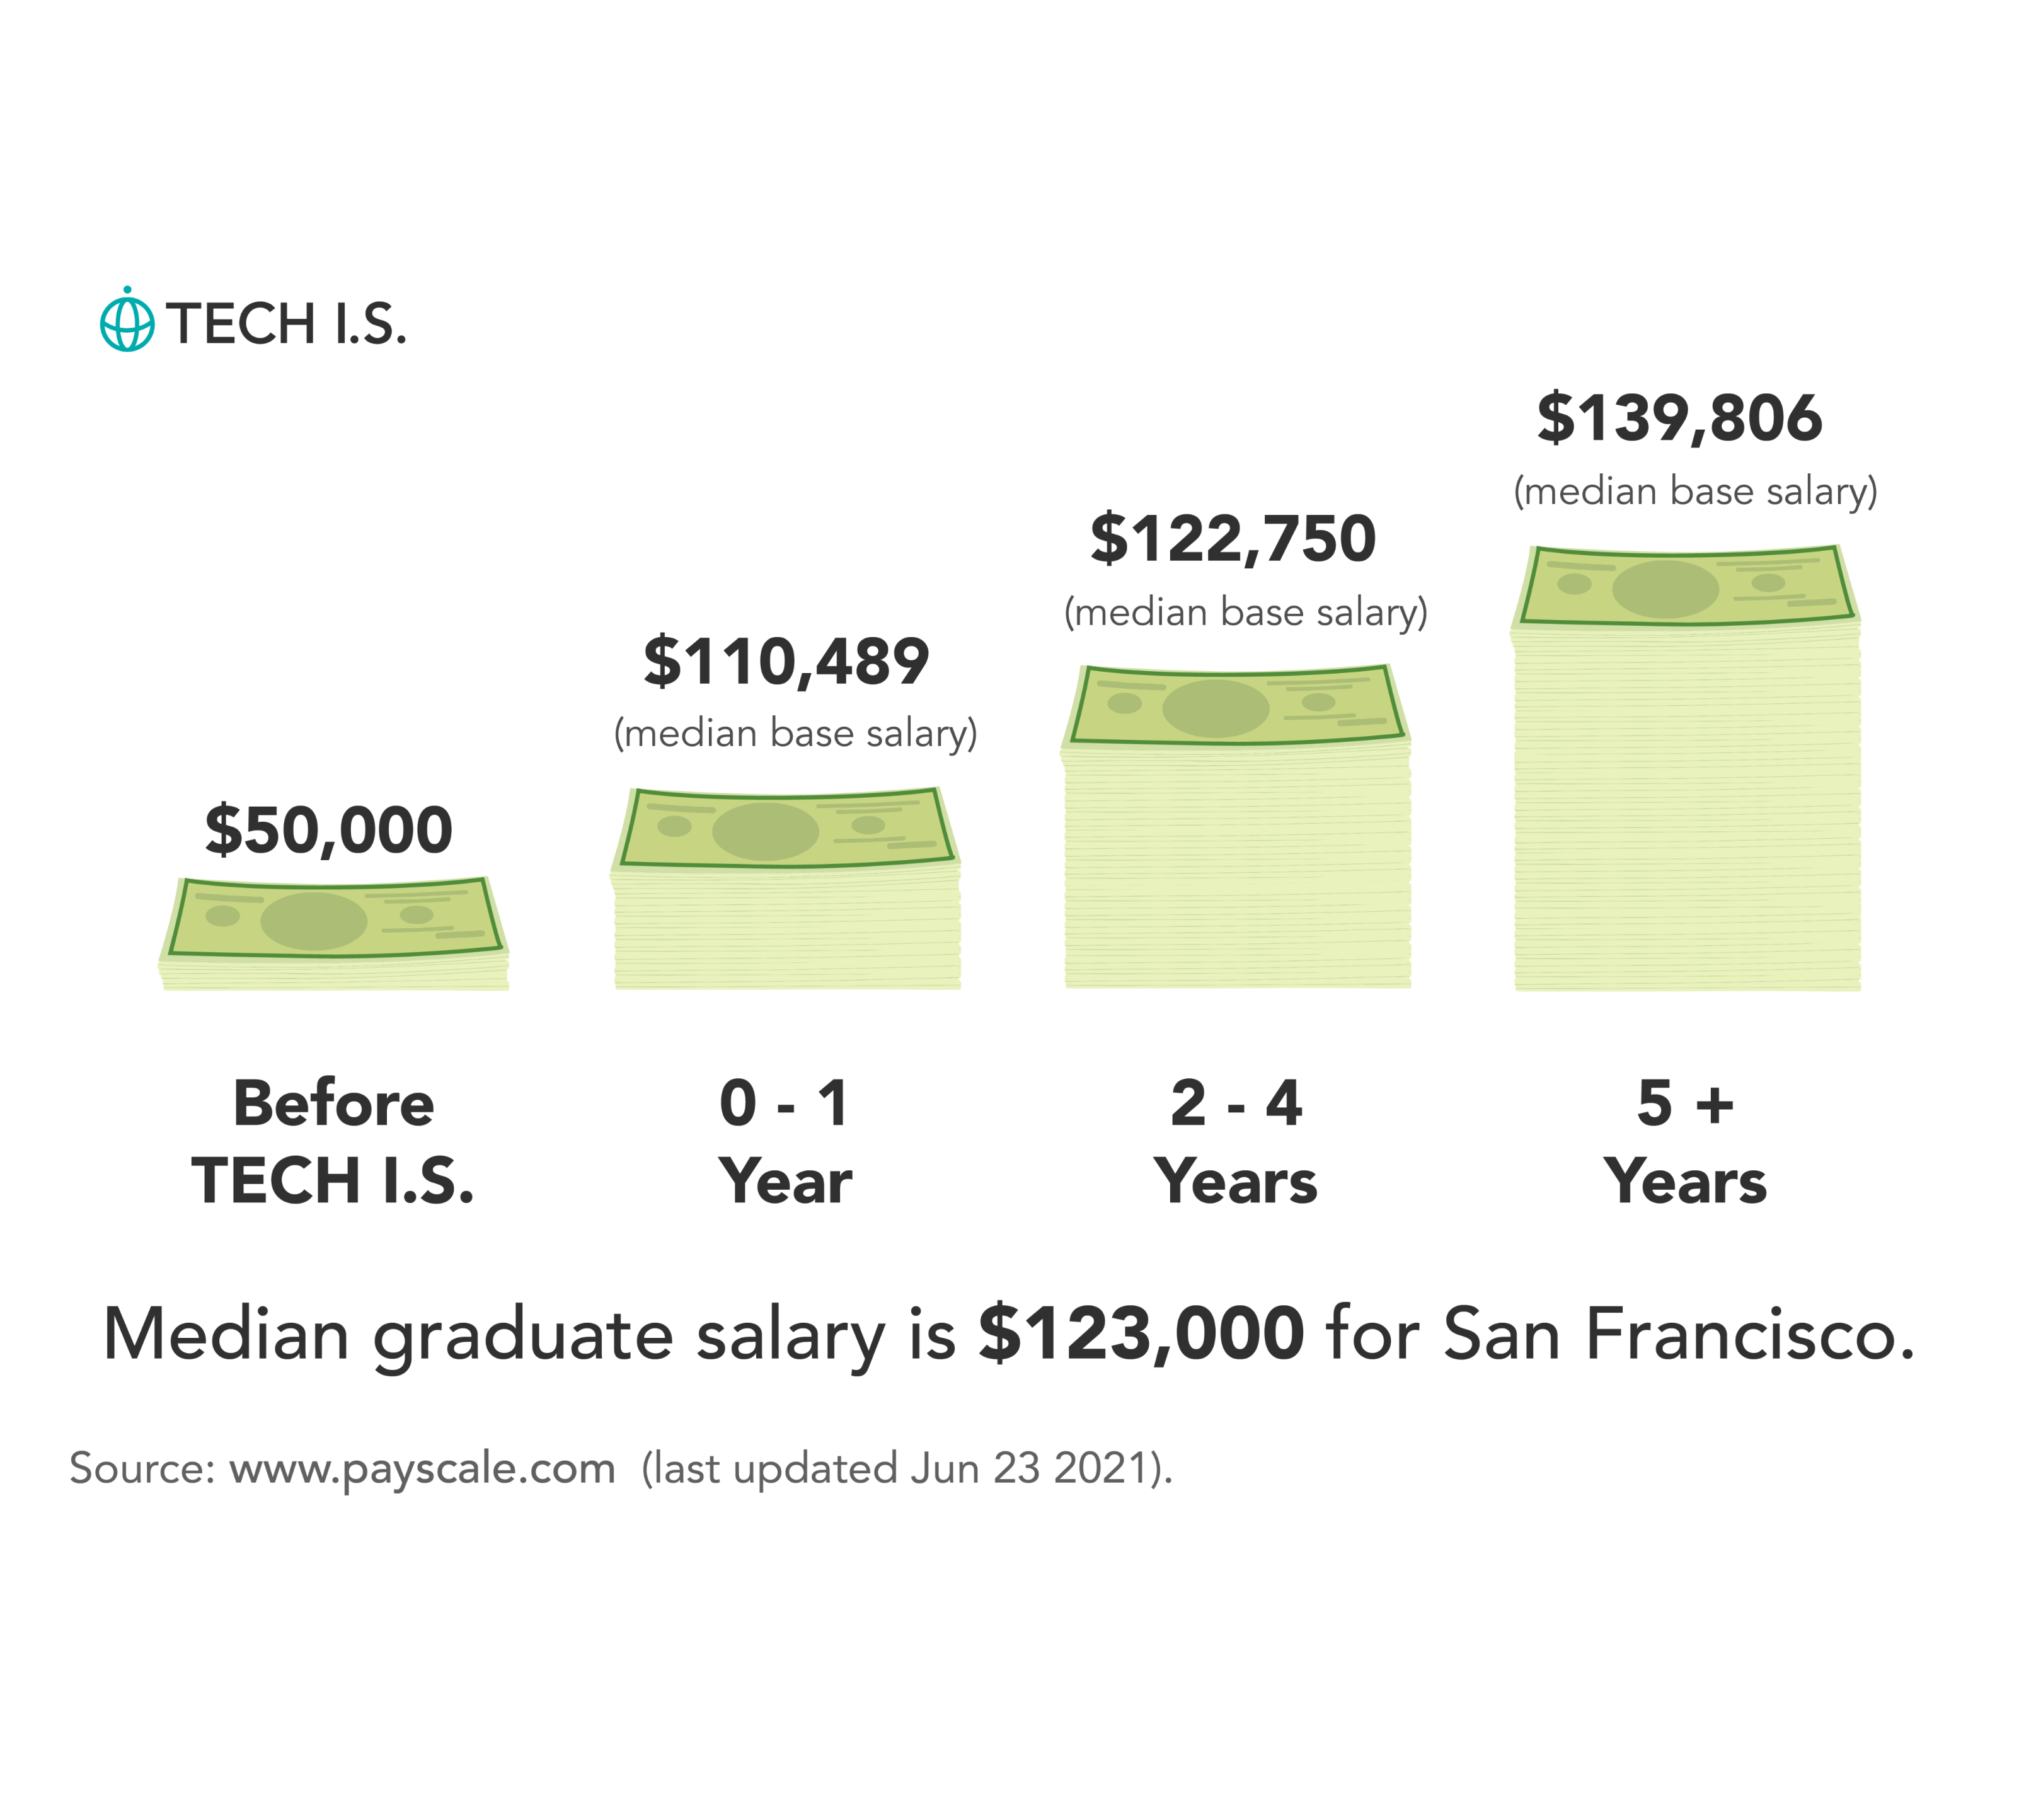 TECH I.S.
$139,806
(median base salary)
$122,750
(median base salary)
$110,489
(median base salary)
$50,000
Before
TECH I.S.
0 - 1
Year
2 - 4
Years
5 +
Years
Median graduate salary is $123,000 for San Francisco.
Source: www.payscale.com (last updated Jun 23 2021).